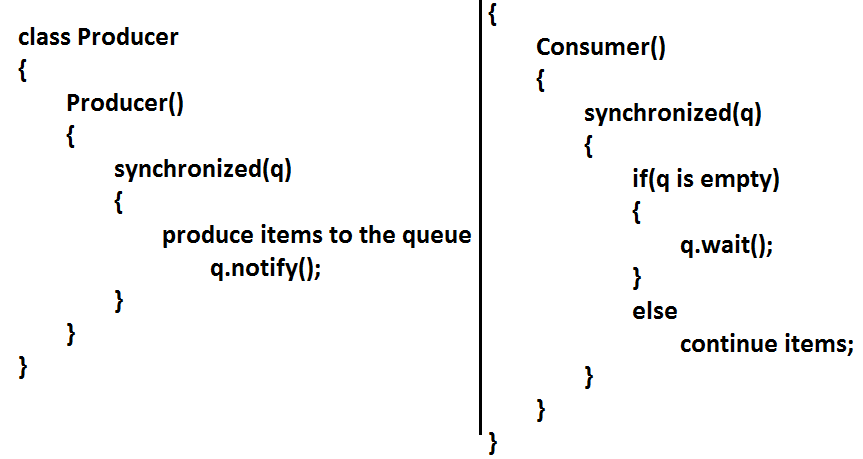 class Producer
{
Producer()
{
synchronized(q)
{
produce items to the queue
q.notify();
}
}
}
{
Consumer()
{
synchronized(q)
{
if(q is empty)
{
q.wait();
}
else
continue items;
}
}
}